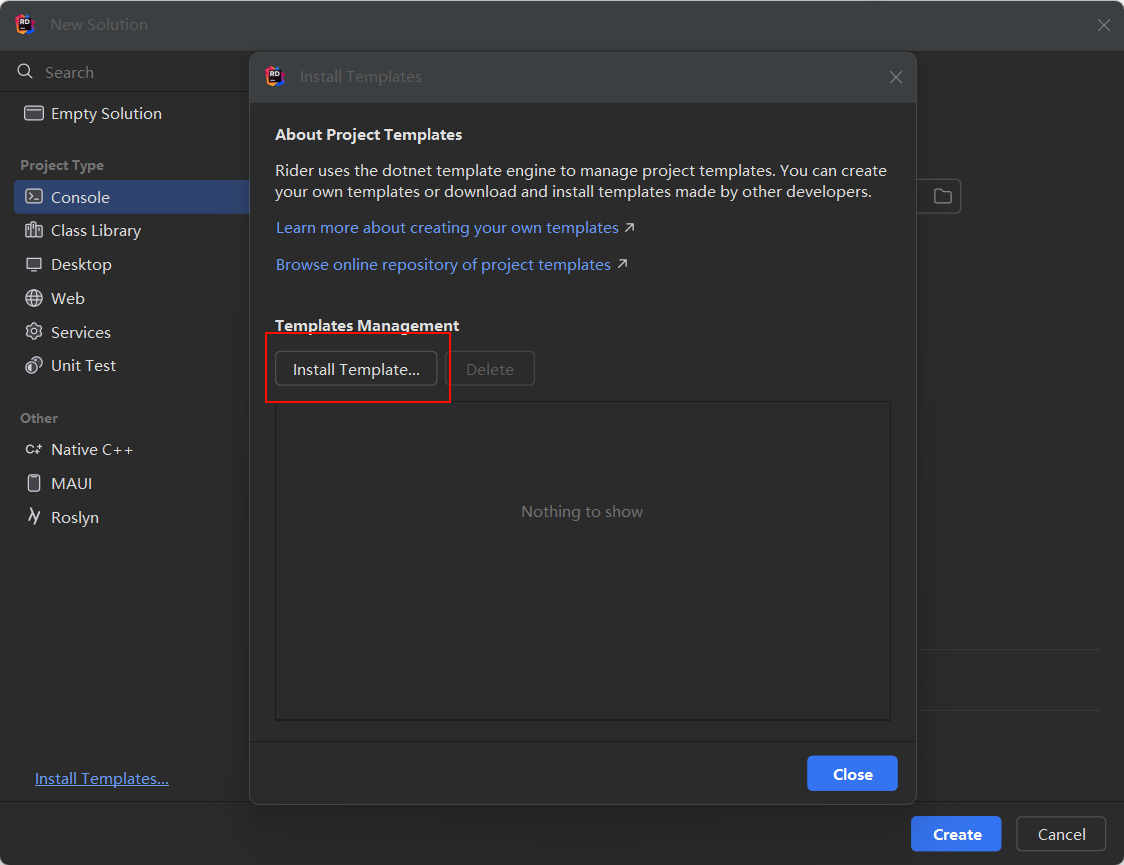 New Solution
Search
Empty Solution
Project Type
Console
Class Library
Desktop
Web
Services
Unit Test
Other
Native C++
MAUI
Roslyn
Install Templates...
Install Templates
About Project Templates
Rider uses the dotnet template engine to manage project templates. You can create
your own templates or download and install templates made by other developers.
Learn more about creating your own templates ↗
Browse online repository of project templates ↗
Templates Management
Install Template...
Delete
Nothing to show
Close
Create
Cancel